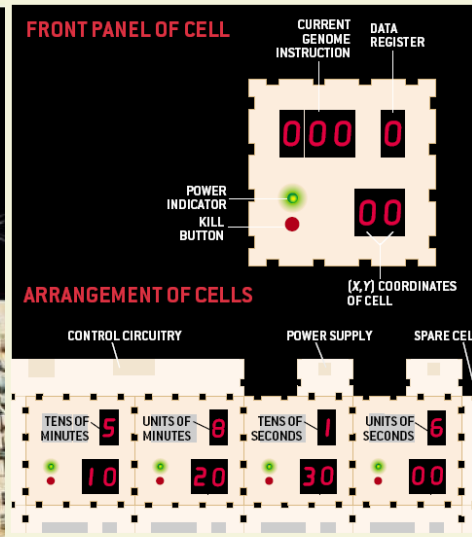 FRONT PANEL OF CELL
CURRENT
GENOME
INSTRUCTION
DATA
REGISTER
000 0
POWER
INDICATOR
KILL
BUTTON
00
(X,Y) COORDINATES
OF CELL
ARRANGEMENT OF CELLS
CONTROL CIRCUITRY
POWER SUPPLY
SPARE CEL
TENS OF
MINUTES
5
10
UNITS OF
MINUTES
8
20
TENS OF
SECONDS
1
30
UNITS OF
SECONDS
6
00